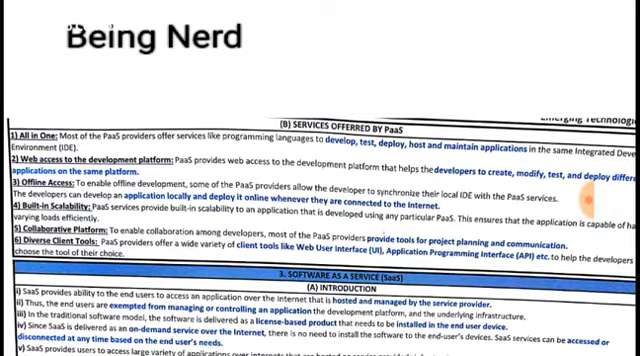 Being Nerd
Emerging Technologi
(B) SERVICES OFFERRED BY PaaS
1) All in One: Most of the PaaS providers offer services like programming languages to develop, test, deploy, host and maintain applications in the same Integrated Deve
Environment (IDE).
2) Web access to the development platform: PaaS provides web access to the development platform that helps the developers to create, modify, test, and deploy differe
applications on the same platform.
3) Offline Access: To enable offline development, some of the PaaS providers allow the developer to synchronize their local IDE with the PaaS services.
The developers can develop an application locally and deploy it online whenever they are connected to the Internet.
4) Built-in Scalability: PaaS services provide built-in scalability to an application that is developed using any particular PaaS. This ensures that the application is capable of ha
varying loads efficiently.
5) Collaborative Platform: To enable collaboration among developers, most of the PaaS providers provide tools for project planning and communication.
6) Diverse Client Tools: PaaS providers offer a wide variety of client tools like Web User Interface (UI), Application Programming Interface (API) etc. to help the developers
choose the tool of their choice.
3. SOFTWARE AS A SERVICE (SaaS)
(A) INTRODUCTION
i) SaaS provides ability to the end users to access an application over the Internet that is hosted and managed by the service provider.
ii) Thus, the end users are exempted from managing or controlling an application the development platform, and the underlying infrastructure.
iii) In the traditional software model, the software is delivered as a license-based product that needs to be installed in the end user device.
iv) Since SaaS is delivered as an on-demand service over the Internet, there is no need to install the software to the end-user's devices. SaaS services can be accessed or
disconnected at any time based on the end user's needs.
v) SaaS provides users to access large variety of applications over internets that are hosted